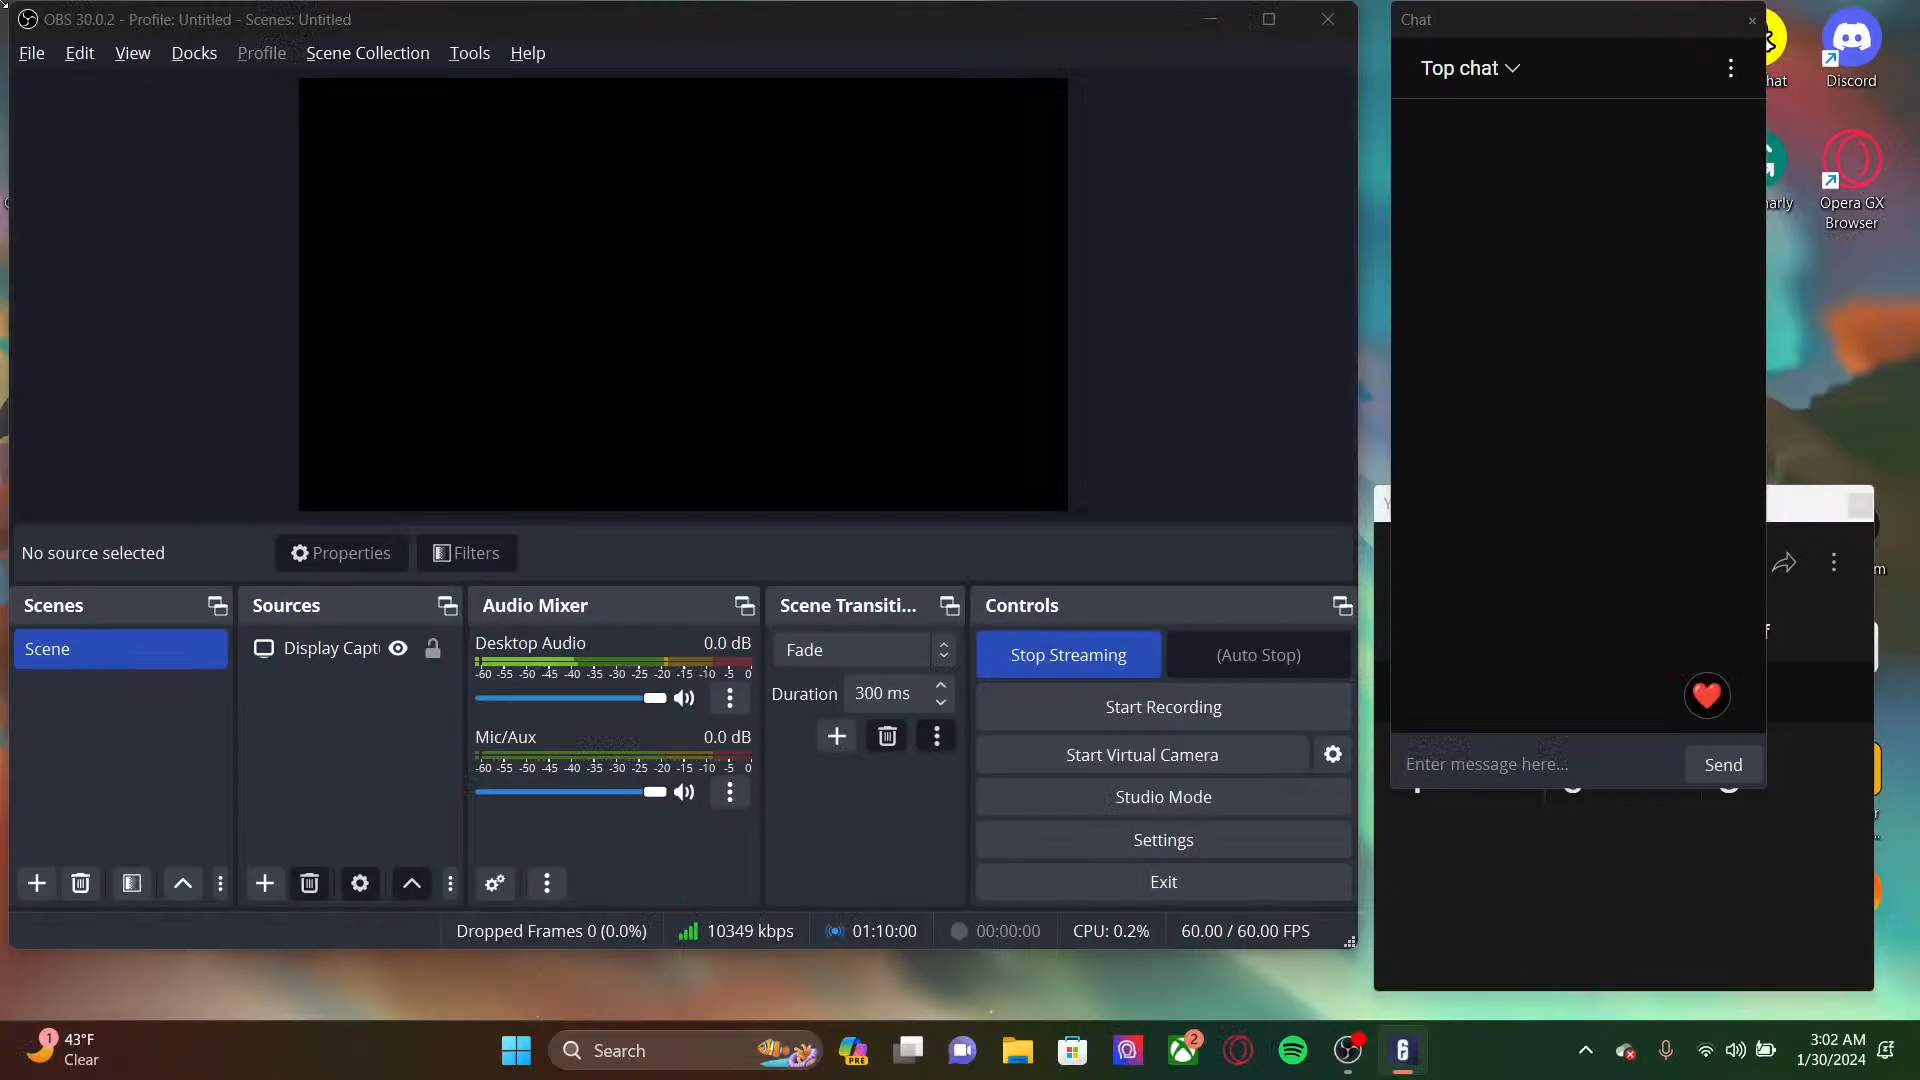 OBS 30.0.2 - Profile: Untitled - Scenes: Untitled
File Edit View Docks Profile Scene Collection Tools Help
No source selected
Properties
Filters
Scenes
Scene
Sources
Display Capt
Audio Mixer
Desktop Audio 0.0 dB
-60 -55 -50 -45 -40 -35 -30 -25 -20 -15 -10 -5 0
Mic/Aux 0.0 dB
-60 -55 -50 -45 -40 -35 -30 -25 -20 -15 -10 -5 0
Scene Transiti...
Fade
Duration 300 ms
Controls
Stop Streaming
(Auto Stop)
Start Recording
Start Virtual Camera
Studio Mode
Settings
Exit
Dropped Frames 0 (0.0%) 10349 kbps 01:10:00 00:00:00 CPU: 0.2% 60.00 / 60.00 FPS
Chat
Top chat
Enter message here...
Send
hat
Discord
arly
Opera GX
Browser
m
f
1
43°F
Clear
Search
PRE
2
3:02 AM
1/30/2024